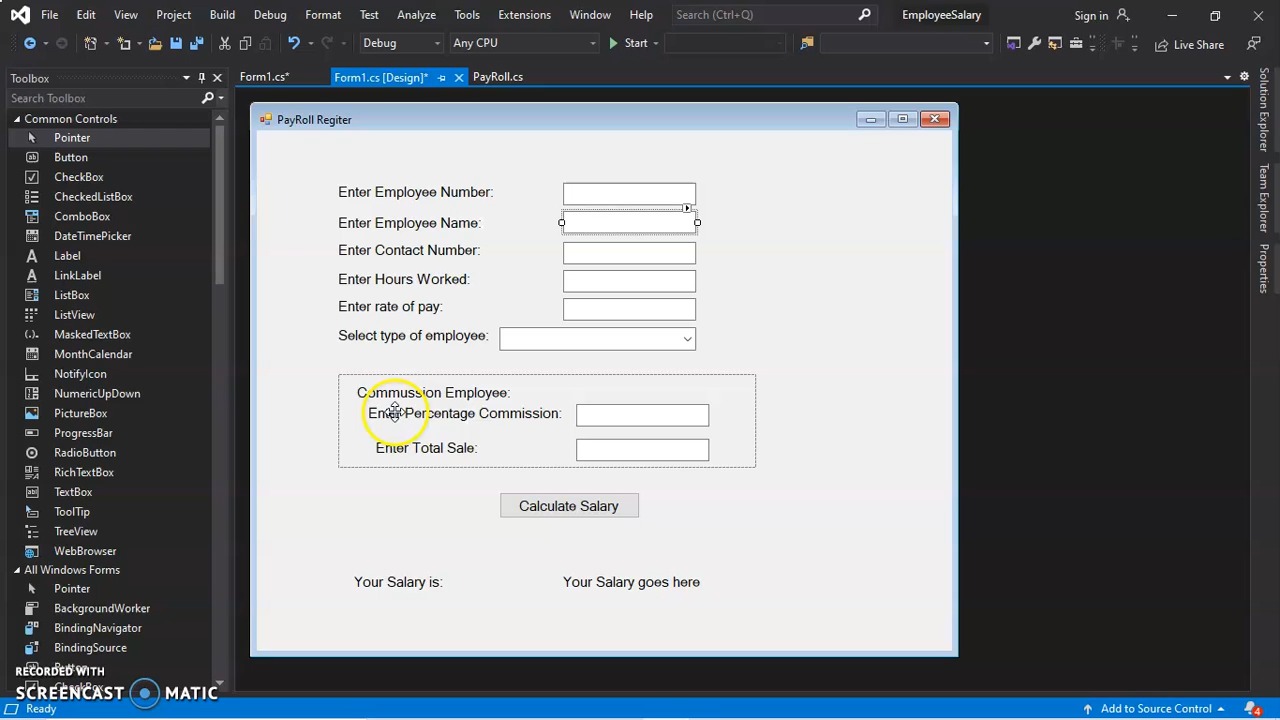 File Edit View Project Build Debug Format Test Analyze Tools Extensions Window Help Search (Ctrl+Q) EmployeeSalary Sign in
Debug Any CPU Start Live Share
Toolbox Form1.cs* Form1.cs [Design]* PayRoll.cs
Search Toolbox
Common Controls
Pointer
Button
CheckBox
CheckedListBox
ComboBox
DateTimePicker
Label
LinkLabel
ListBox
ListView
MaskedTextBox
MonthCalendar
NotifyIcon
NumericUpDown
PictureBox
ProgressBar
RadioButton
RichTextBox
TextBox
ToolTip
TreeView
WebBrowser
All Windows Forms
Pointer
BackgroundWorker
BindingNavigator
BindingSource
Button
CheckBox
PayRoll Regiter
Enter Employee Number:
Enter Employee Name:
Enter Contact Number:
Enter Hours Worked:
Enter rate of pay:
Select type of employee:
Commussion Employee:
Enter Percentage Commission:
Enter Total Sale:
Calculate Salary
Your Salary is: Your Salary goes here
Solution Explorer
Team Explorer
Properties
RECORDED WITH
SCREENCAST MATIC
Ready Add to Source Control 4